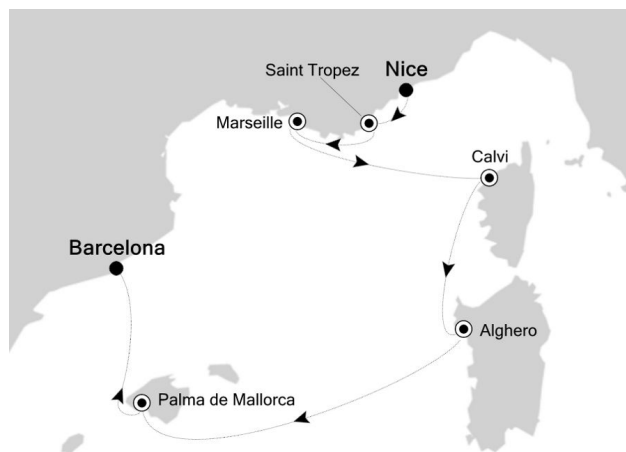 Saint Tropez
Nice
Marseille
Calvi
Barcelona
Alghero
Palma de Mallorca